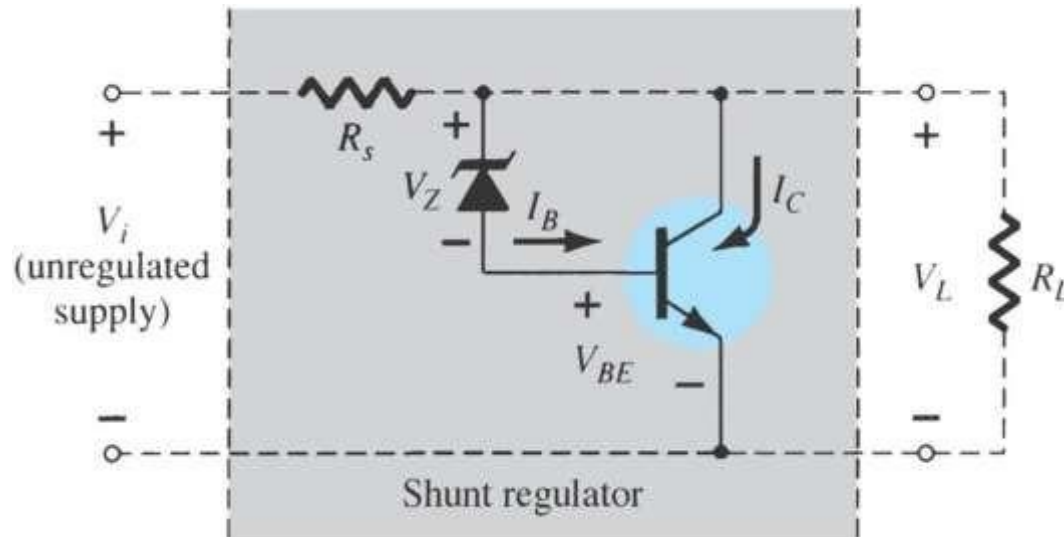 +
R_s
+
V_Z
−
I_B
I_C
V_i
(unregulated
supply)
+
V_BE
−
+
V_L
R_L
−
−
Shunt regulator